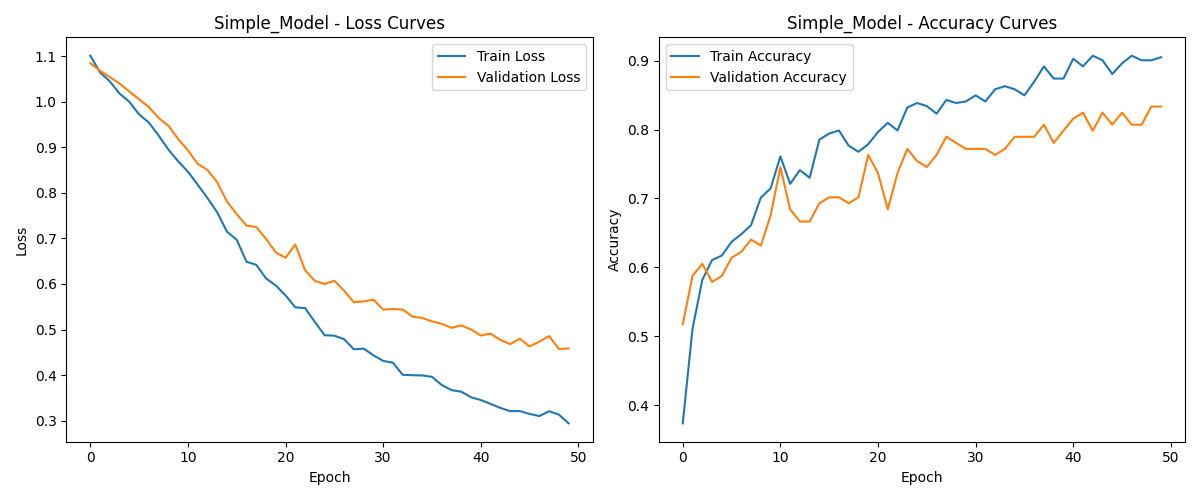 Simple_Model - Loss Curves
Train Loss
Validation Loss
1.1
1.0
0.9
0.8
0.7
0.6
0.5
0.4
0.3
Loss
0 10 20 30 40 50
Epoch
Simple_Model - Accuracy Curves
Train Accuracy
Validation Accuracy
0.9
0.8
0.7
0.6
0.5
0.4
Accuracy
0 10 20 30 40 50
Epoch